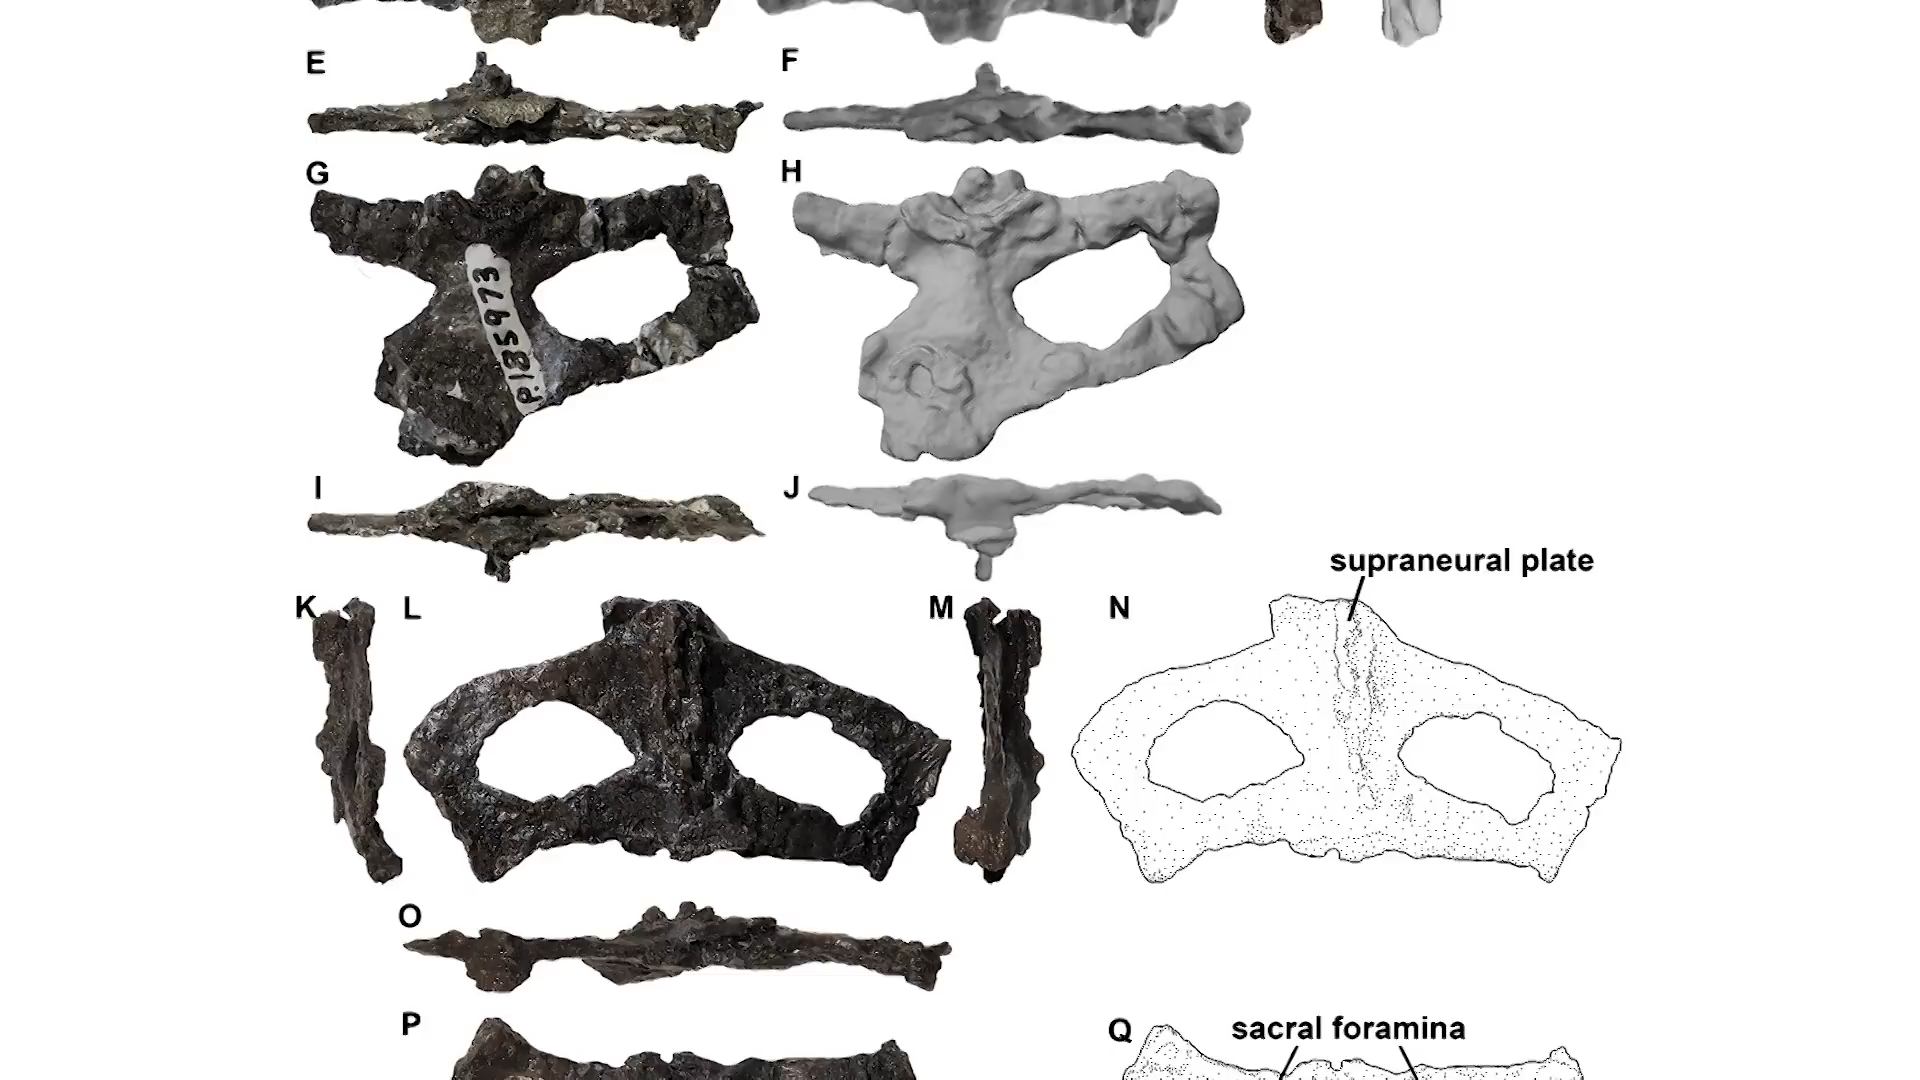 E
F
G
H
P.185973
I
J
supraneural plate
K
L
M
N
O
P
Q
sacral foramina